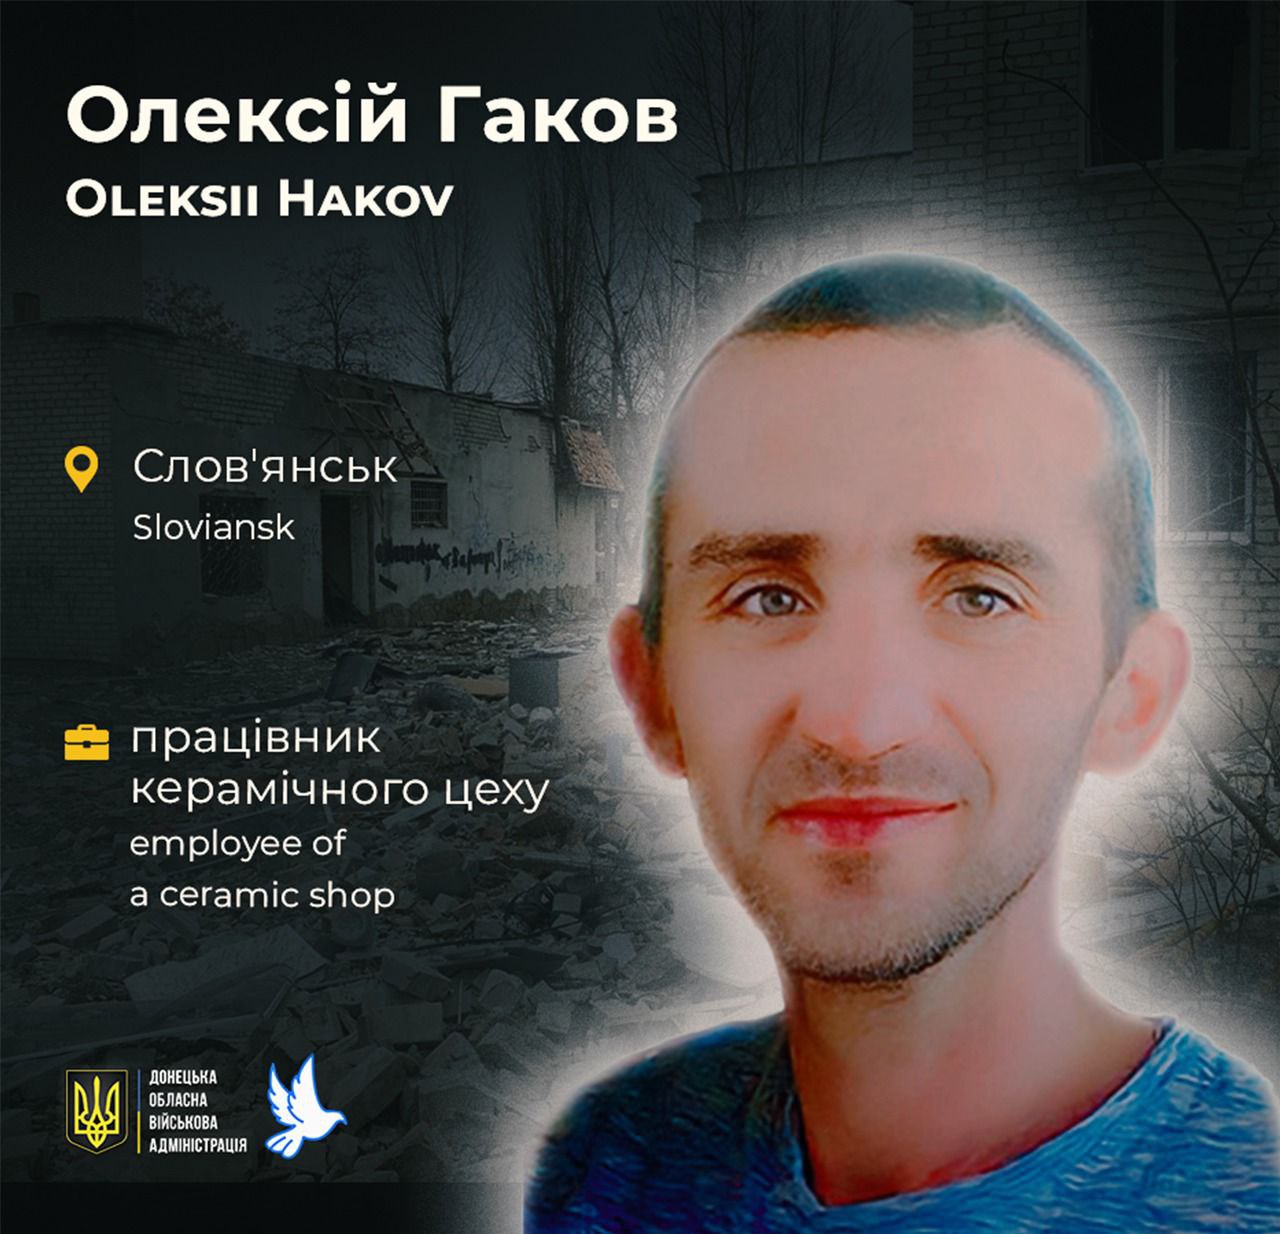 Олексій Гаков
OLEKSII HAKOV
Слов'янськ
Sloviansk
працівник
керамічного цеху
employee of
a ceramic shop
ДОНЕЦЬКА
ОБЛАСНА
ВІЙСЬКОВА
АДМІНІСТРАЦІЯ